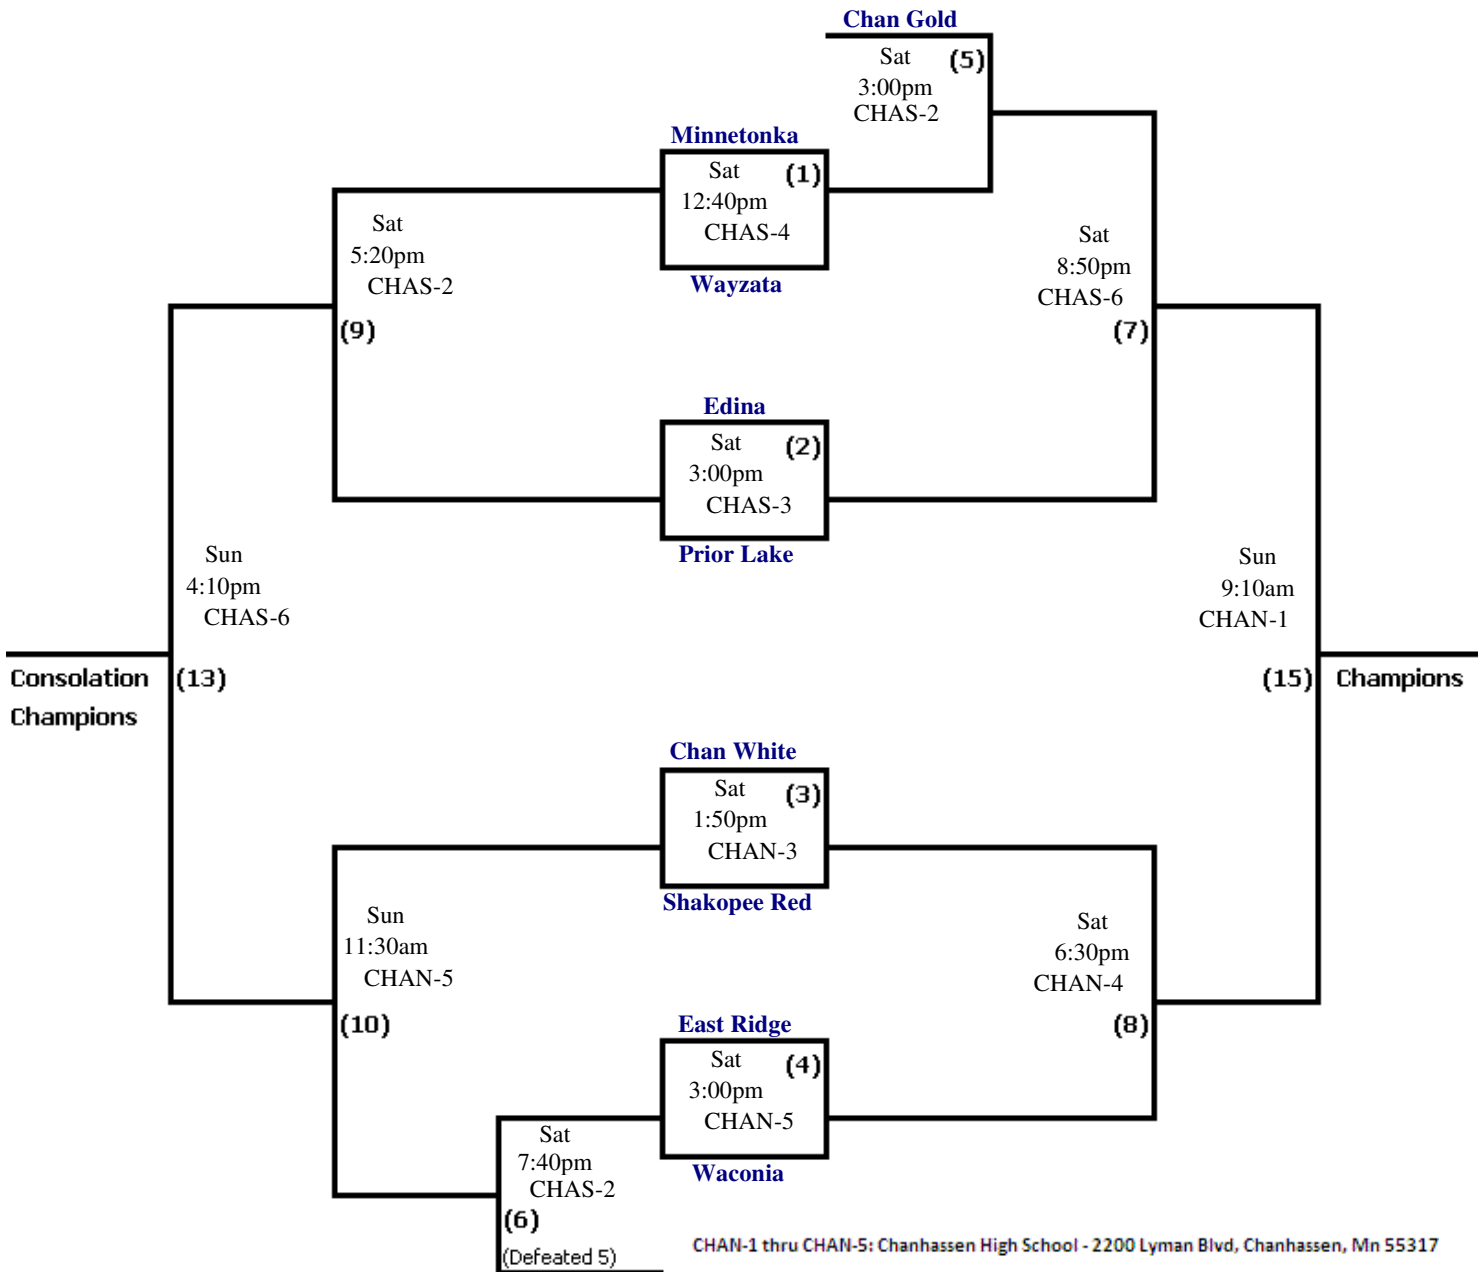 Chan Gold
Sat (5)
3:00pm
CHAS-2
Minnetonka
Sat (1)
12:40pm
CHAS-4
Wayzata
Sat
5:20pm
CHAS-2
(9)
Sat
8:50pm
CHAS-6
(7)
Edina
Sat (2)
3:00pm
CHAS-3
Prior Lake
Sun
4:10pm
CHAS-6
(13)
Consolation
Champions
Sun
9:10am
CHAN-1
(15)
Champions
Chan White
Sat (3)
1:50pm
CHAN-3
Shakopee Red
Sun
11:30am
CHAN-5
(10)
Sat
6:30pm
CHAN-4
(8)
East Ridge
Sat (4)
3:00pm
CHAN-5
Waconia
Sat
7:40pm
CHAS-2
(6)
(Defeated 5)
CHAN-1 thru CHAN-5: Chanhassen High School - 2200 Lyman Blvd, Chanhassen, Mn 55317